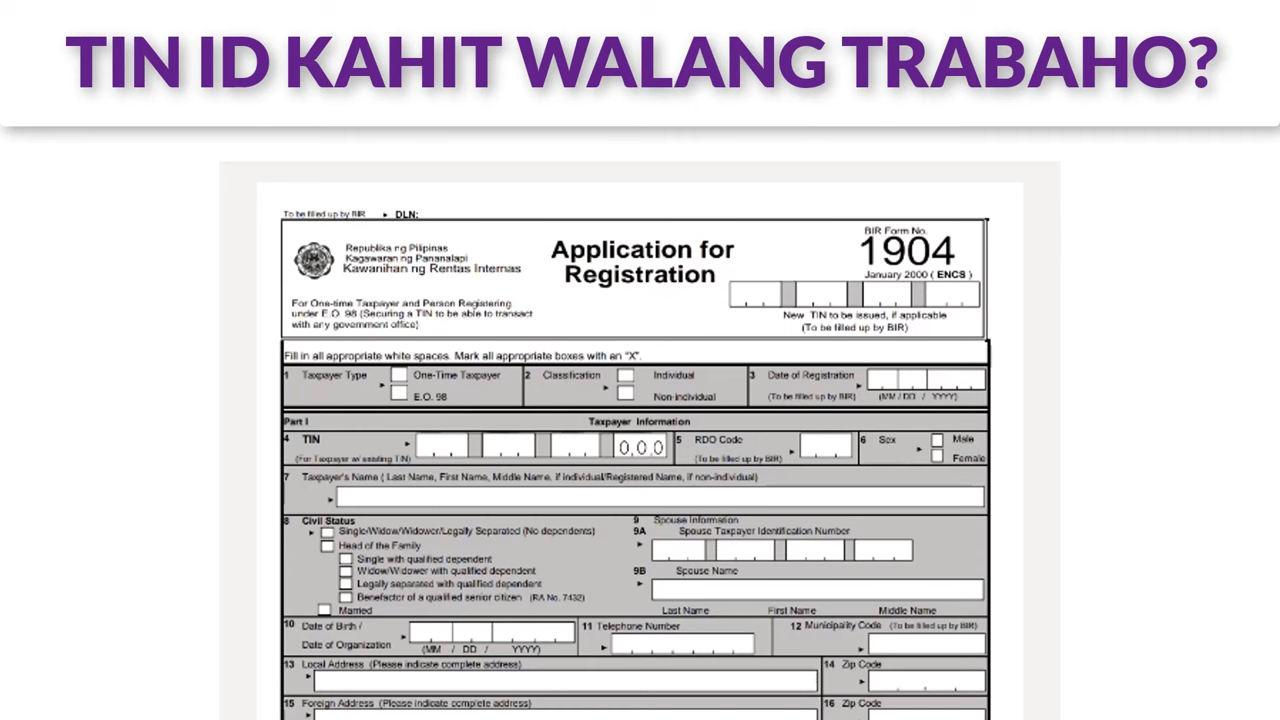 TIN ID KAHIT WALANG TRABAHO?
To be filled up by BIR ► DLN:
BIR Form No.
Republika ng Pilipinas
Kagawaran ng Pananalapi
Kawanihan ng Rentas Internas
Application for
Registration
1904
January 2000 ( ENCS )
For One-time Taxpayer and Person Registering
under E.O. 98 (Securing a TIN to be able to transact
with any government office)
New TIN to be issued, if applicable
(To be filled up by BIR)
Fill in all appropriate white spaces. Mark all appropriate boxes with an "X".
1 Taxpayer Type One-Time Taxpayer 2 Classification Individual 3 Date of Registration
E.O. 98 Non-individual (To be filled up by BIR) (MM / DD / YYYY)
Part I Taxpayer Information
4 TIN 0 0 0 5 RDO Code 6 Sex Male
(For Taxpayer w/ existing TIN) (To be filled up by BIR) Female
7 Taxpayer's Name ( Last Name, First Name, Middle Name, if individual/Registered Name, if non-individual)
8 Civil Status 9 Spouse Information
Single/Widow/Widower/Legally Separated (No dependents) 9A Spouse Taxpayer Identification Number
Head of the Family
Single with qualified dependent
Widow/Widower with qualified dependent 9B Spouse Name
Legally separated with qualified dependent
Benefactor of a qualified senior citizen (RA No. 7432)
Married Last Name First Name Middle Name
10 Date of Birth / 11 Telephone Number 12 Municipality Code (To be filled up by BIR)
Date of Organization (MM / DD / YYYY)
13 Local Address (Please indicate complete address) 14 Zip Code
15 Foreign Address (Please indicate complete address) 16 Zip Code